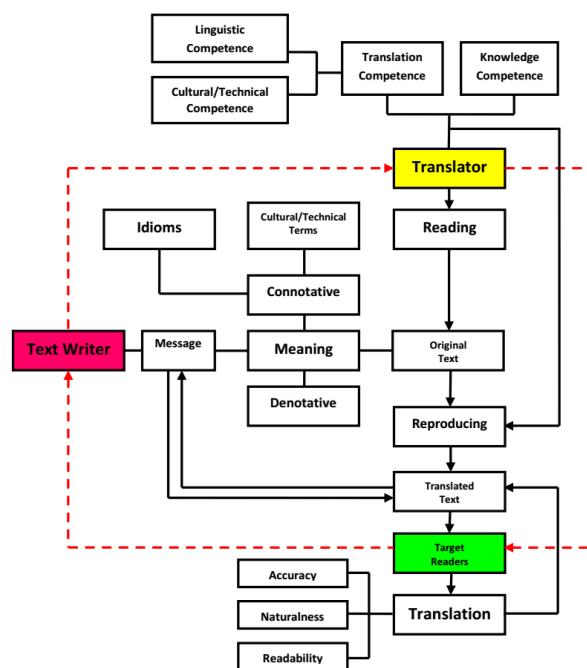 Linguistic
Competence
Translation
Competence
Knowledge
Competence
Cultural/Technical
Competence
Translator
Idioms
Cultural/Technical
Terms
Reading
Connotative
Text Writer
Message
Meaning
Original
Text
Denotative
Reproducing
Translated
Text
Target
Readers
Accuracy
Naturalness
Translation
Readability